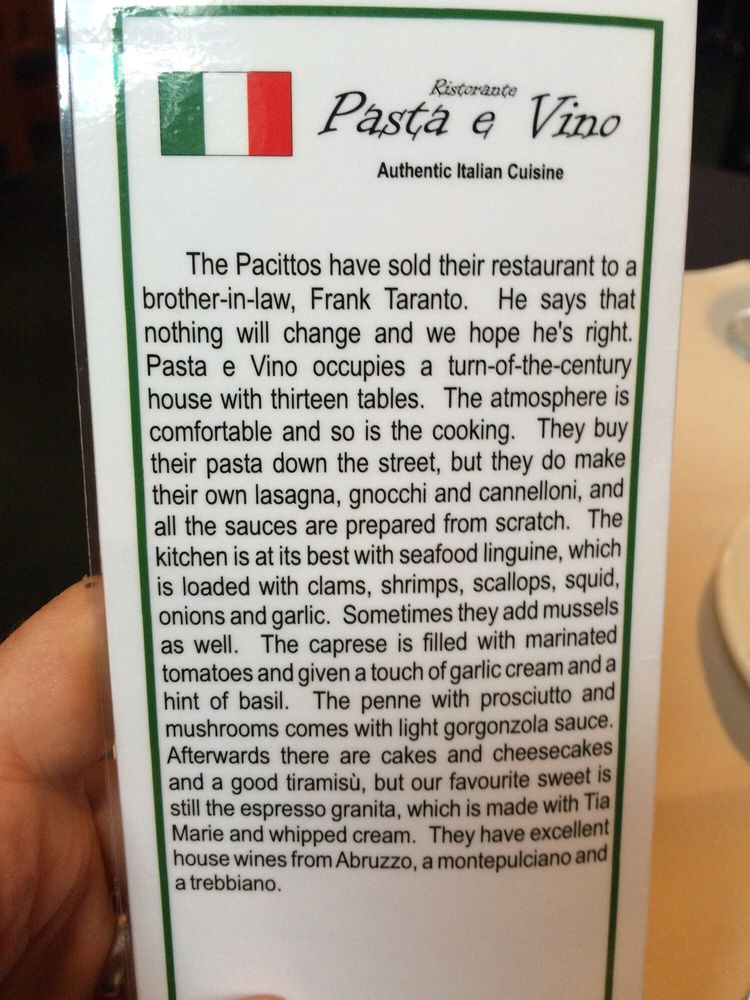 Ristorante
Pasta e Vino
Authentic Italian Cuisine
The Pacittos have sold their restaurant to a
brother-in-law, Frank Taranto. He says that
nothing will change and we hope he's right.
Pasta e Vino occupies a turn-of-the-century
house with thirteen tables. The atmosphere is
comfortable and so is the cooking. They buy
their pasta down the street, but they do make
their own lasagna, gnocchi and cannelloni, and
all the sauces are prepared from scratch. The
kitchen is at its best with seafood linguine, which
is loaded with clams, shrimps, scallops, squid,
onions and garlic. Sometimes they add mussels
as well. The caprese is filled with marinated
tomatoes and given a touch of garlic cream and a
hint of basil. The penne with prosciutto and
mushrooms comes with light gorgonzola sauce.
Afterwards there are cakes and cheesecakes
and a good tiramisù, but our favourite sweet is
still the espresso granita, which is made with Tia
Marie and whipped cream. They have excellent
house wines from Abruzzo, a montepulciano and
a trebbiano.